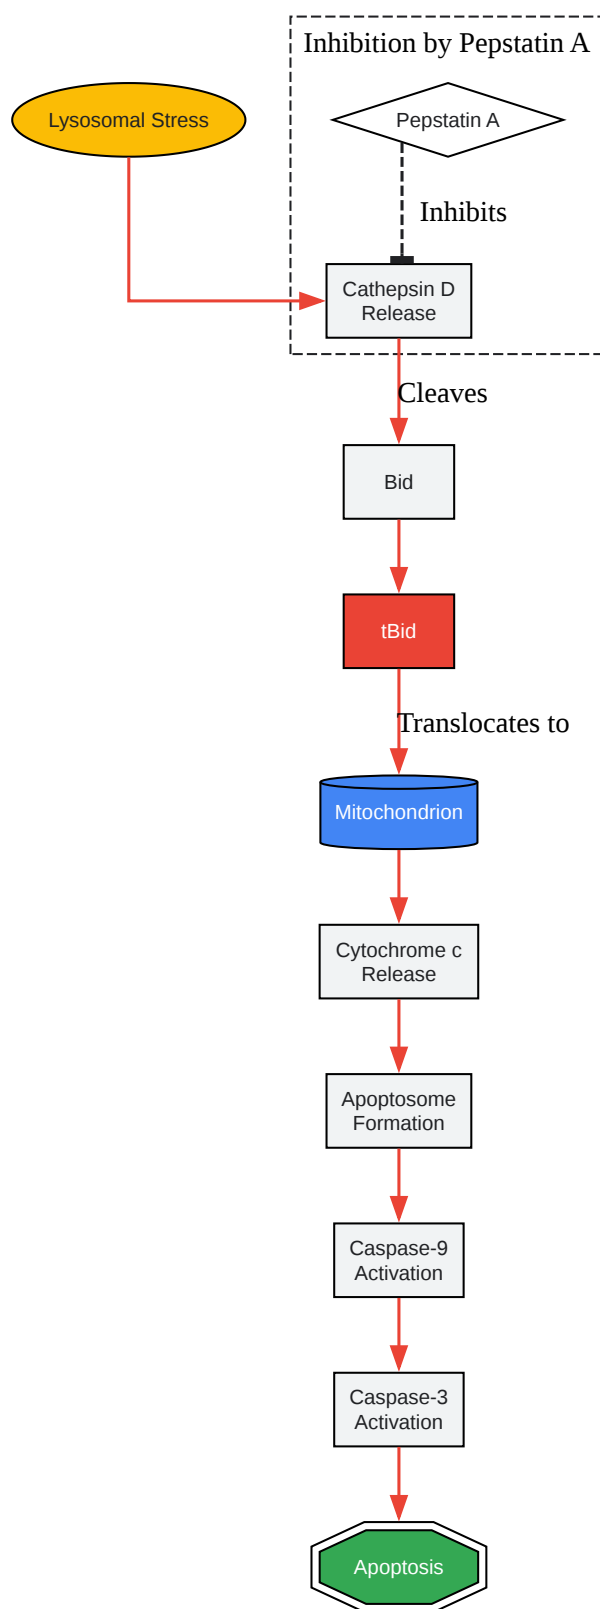 Inhibition by Pepstatin A
Lysosomal Stress
Pepstatin A
Inhibits
Cathepsin D
Release
Cleaves
Bid
tBid
Translocates to
Mitochondrion
Cytochrome c
Release
Apoptosome
Formation
Caspase-9
Activation
Caspase-3
Activation
Apoptosis